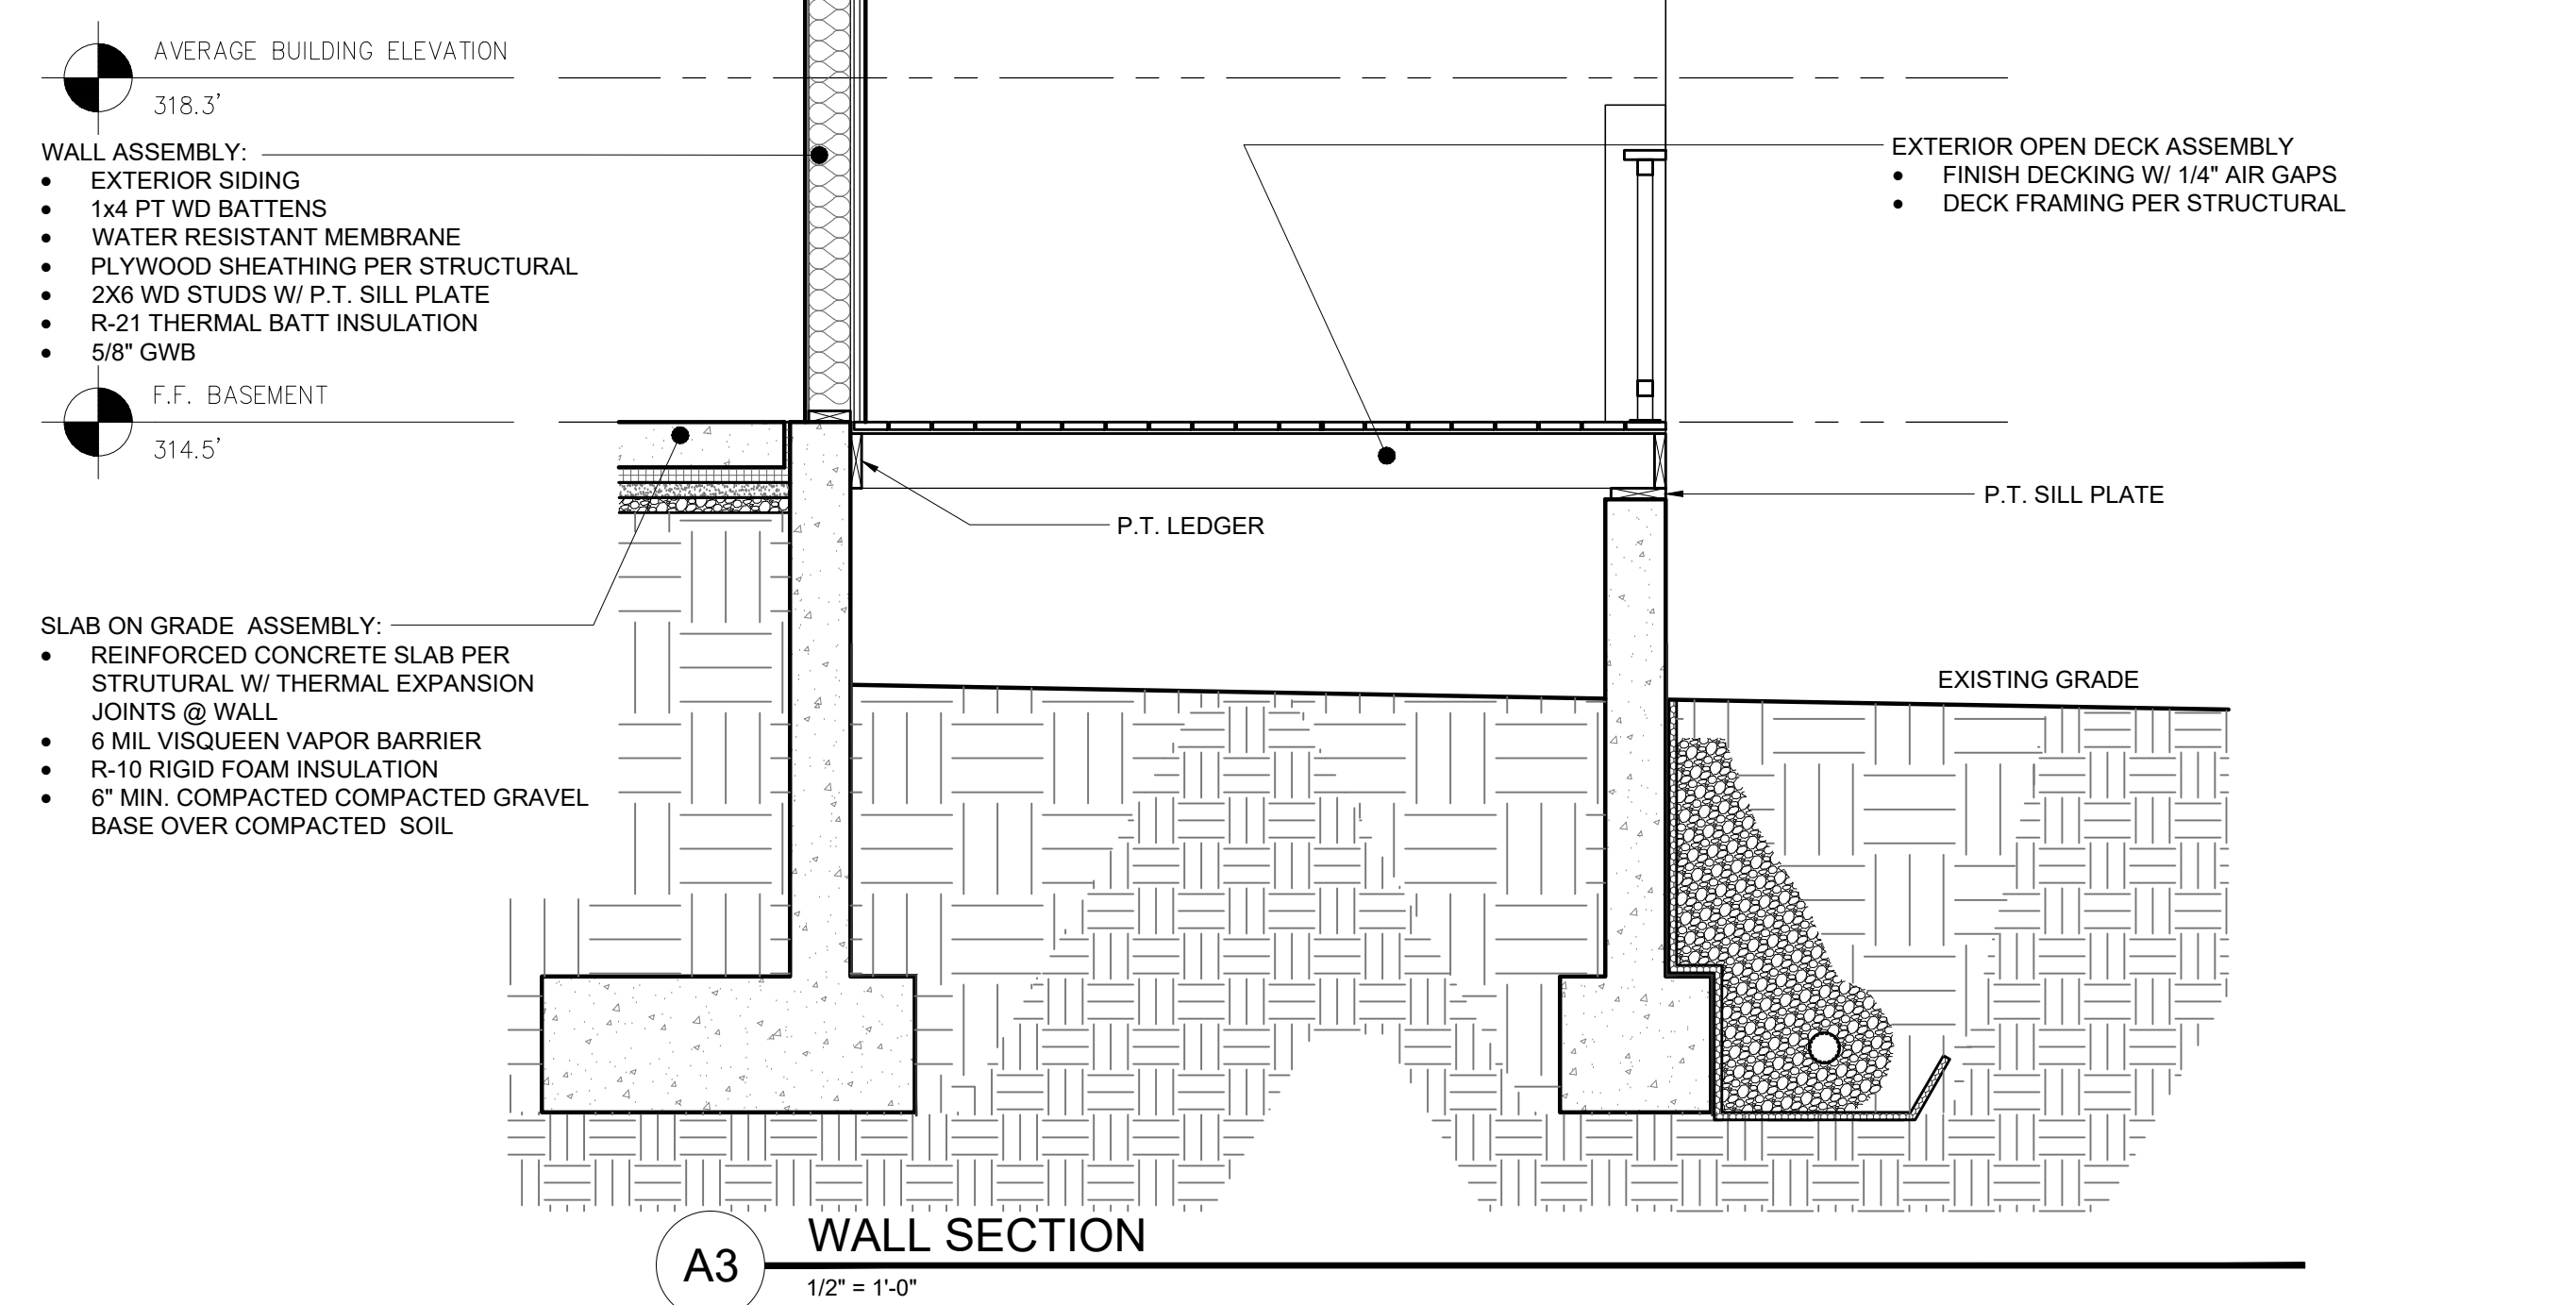 AVERAGE BUILDING ELEVATION
318.3'
WALL ASSEMBLY:
• EXTERIOR SIDING
• 1x4 PT WD BATTENS
• WATER RESISTANT MEMBRANE
• PLYWOOD SHEATHING PER STRUCTURAL
• 2X6 WD STUDS W/ P.T. SILL PLATE
• R-21 THERMAL BATT INSULATION
• 5/8" GWB
F.F. BASEMENT
314.5'
SLAB ON GRADE ASSEMBLY:
• REINFORCED CONCRETE SLAB PER
STRUTURAL W/ THERMAL EXPANSION
JOINTS @ WALL
• 6 MIL VISQUEEN VAPOR BARRIER
• R-10 RIGID FOAM INSULATION
• 6" MIN. COMPACTED COMPACTED GRAVEL
BASE OVER COMPACTED SOIL
EXTERIOR OPEN DECK ASSEMBLY
• FINISH DECKING W/ 1/4" AIR GAPS
• DECK FRAMING PER STRUCTURAL
P.T. SILL PLATE
P.T. LEDGER
EXISTING GRADE
A3
WALL SECTION
1/2" = 1'-0"